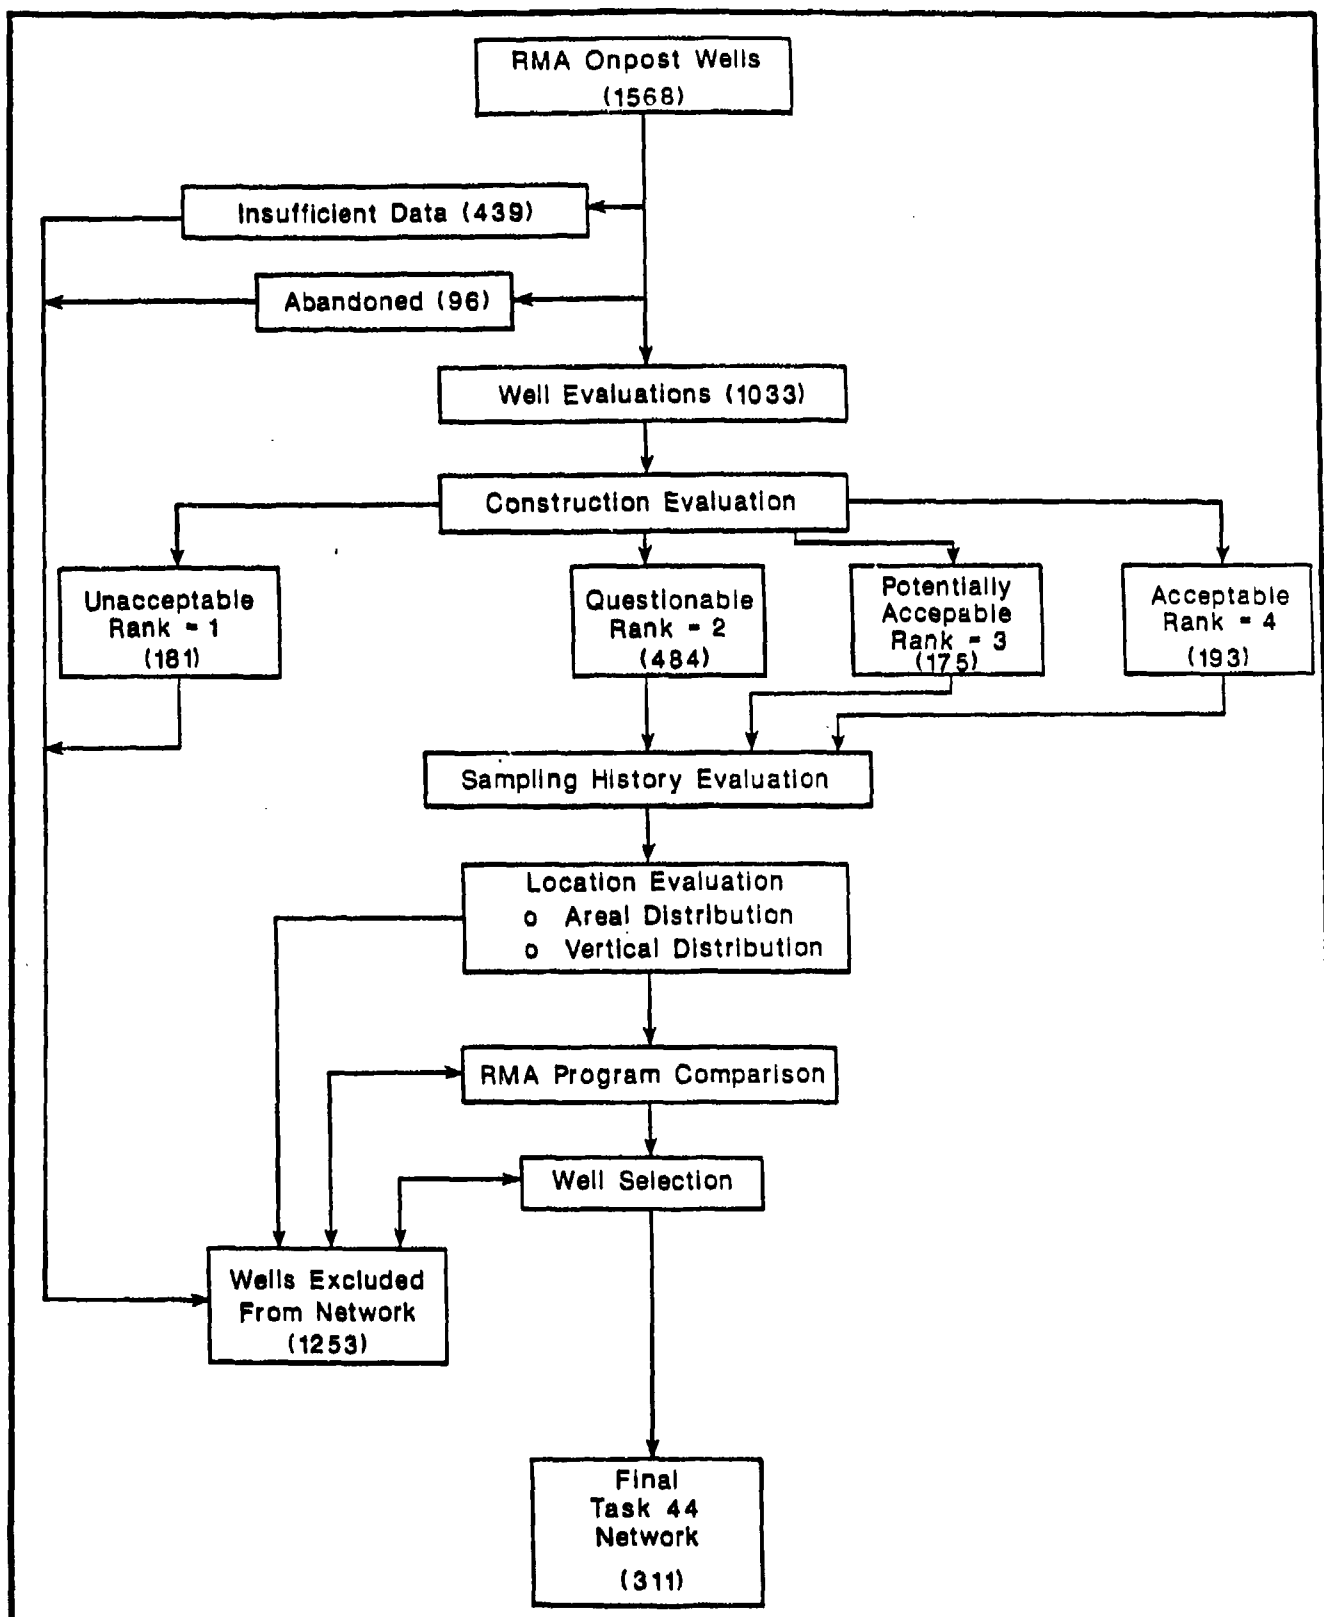 RMA Onpost Wells
(1568)
Insufficient Data (439)
Abandoned (96)
Well Evaluations (1033)
Construction Evaluation
Unacceptable
Rank = 1
(181)
Questionable
Rank = 2
(484)
Potentially
Accepable
Rank = 3
(175)
Acceptable
Rank = 4
(193)
Sampling History Evaluation
Location Evaluation
o Areal Distribution
o Vertical Distribution
RMA Program Comparison
Well Selection
Wells Excluded
From Network
(1253)
Final
Task 44
Network
(311)